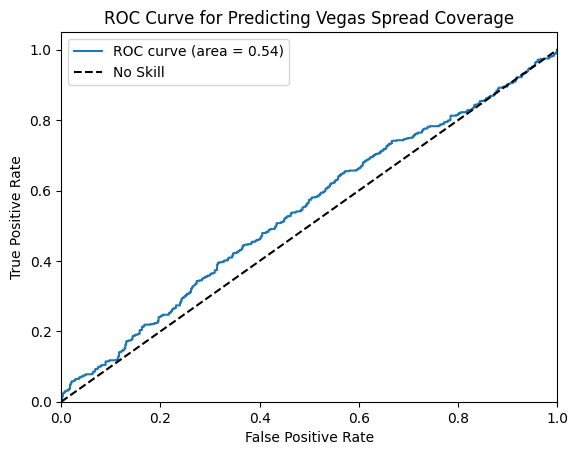 ROC Curve for Predicting Vegas Spread Coverage
ROC curve (area = 0.54)
No Skill
True Positive Rate
1.0
0.8
0.6
0.4
0.2
0.0
0.0 0.2 0.4 0.6 0.8 1.0
False Positive Rate